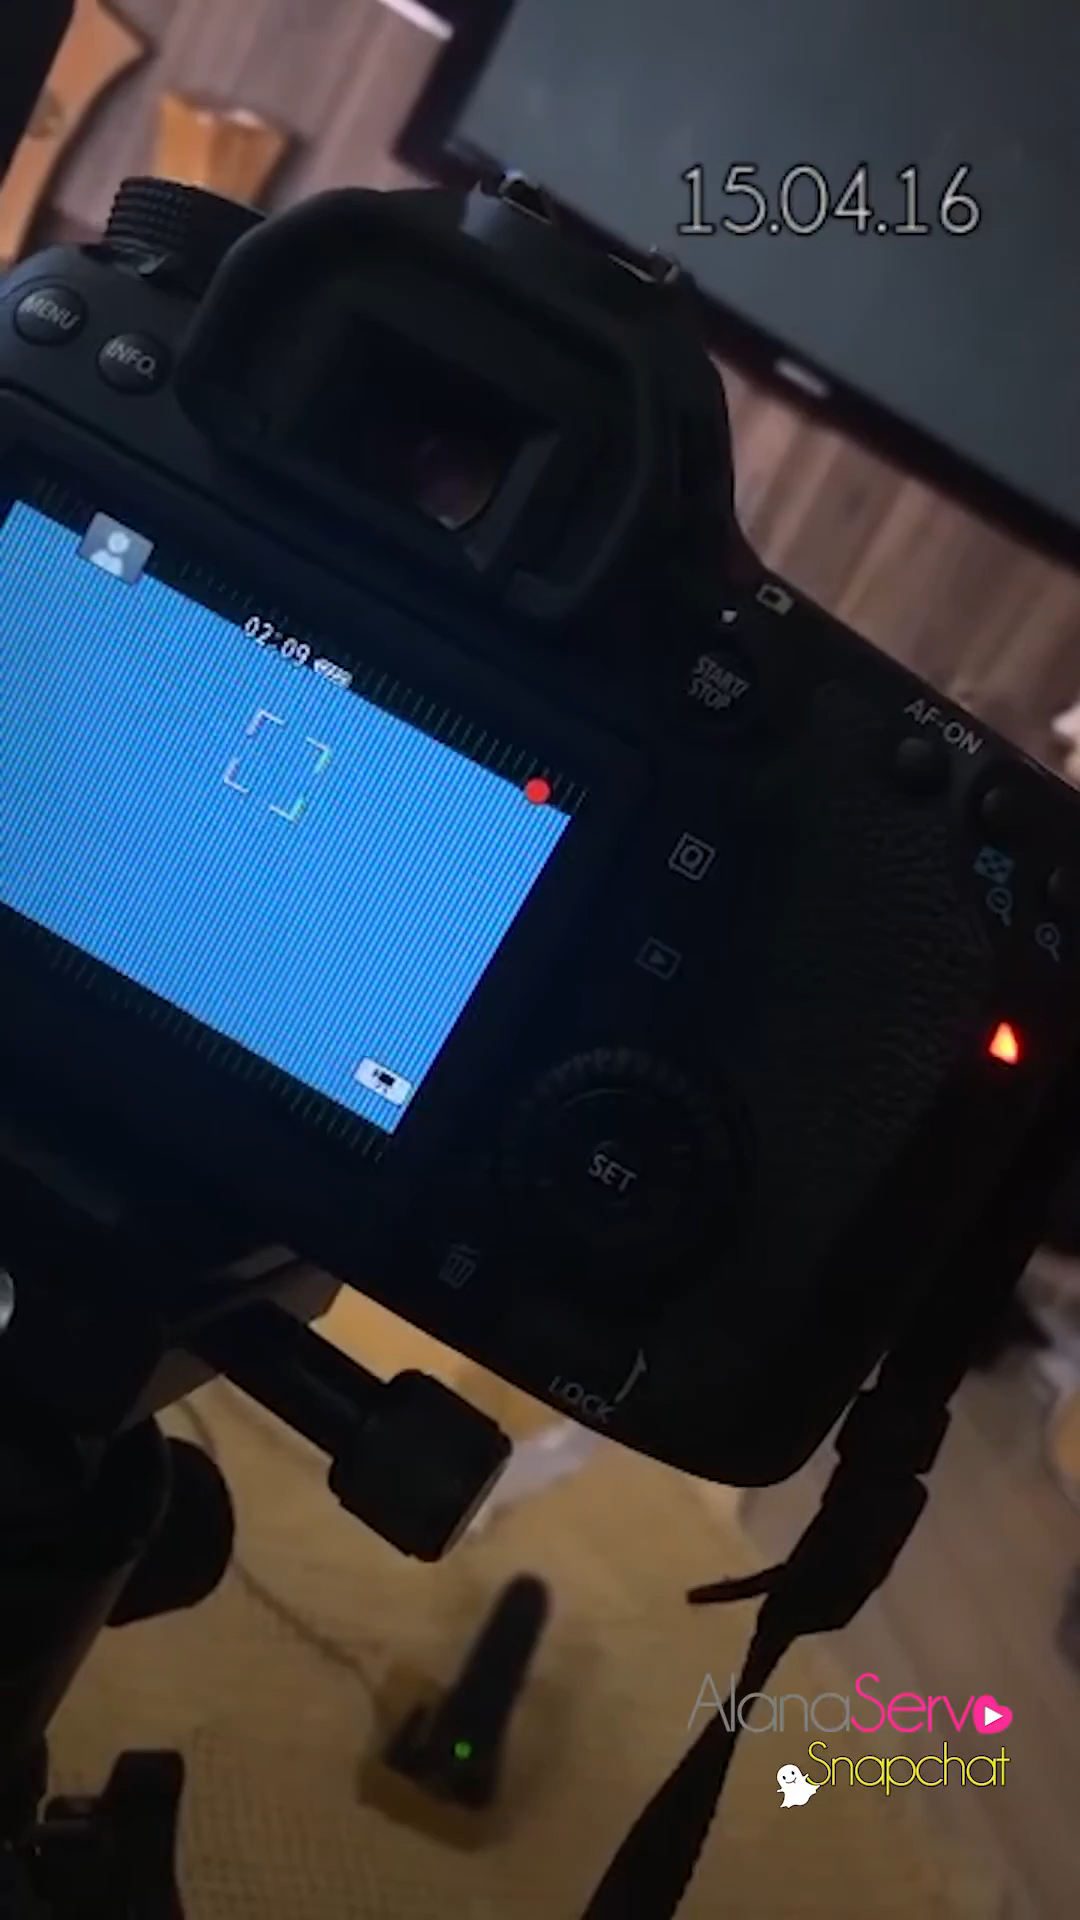 15.04.16
MENU
INFO.
02:09
START/
STOP
AF-ON
Q
SET
LOCK
AlanaServo
Snapchat